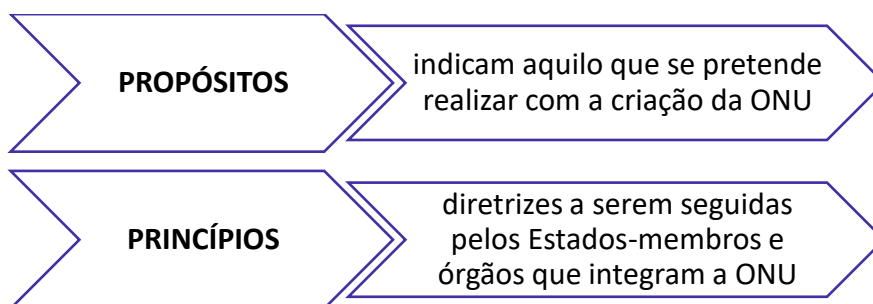 PROPÓSITOS
indicam aquilo que se pretende
realizar com a criação da ONU
PRINCÍPIOS
diretrizes a serem seguidas
pelos Estados-membros e
órgãos que integram a ONU